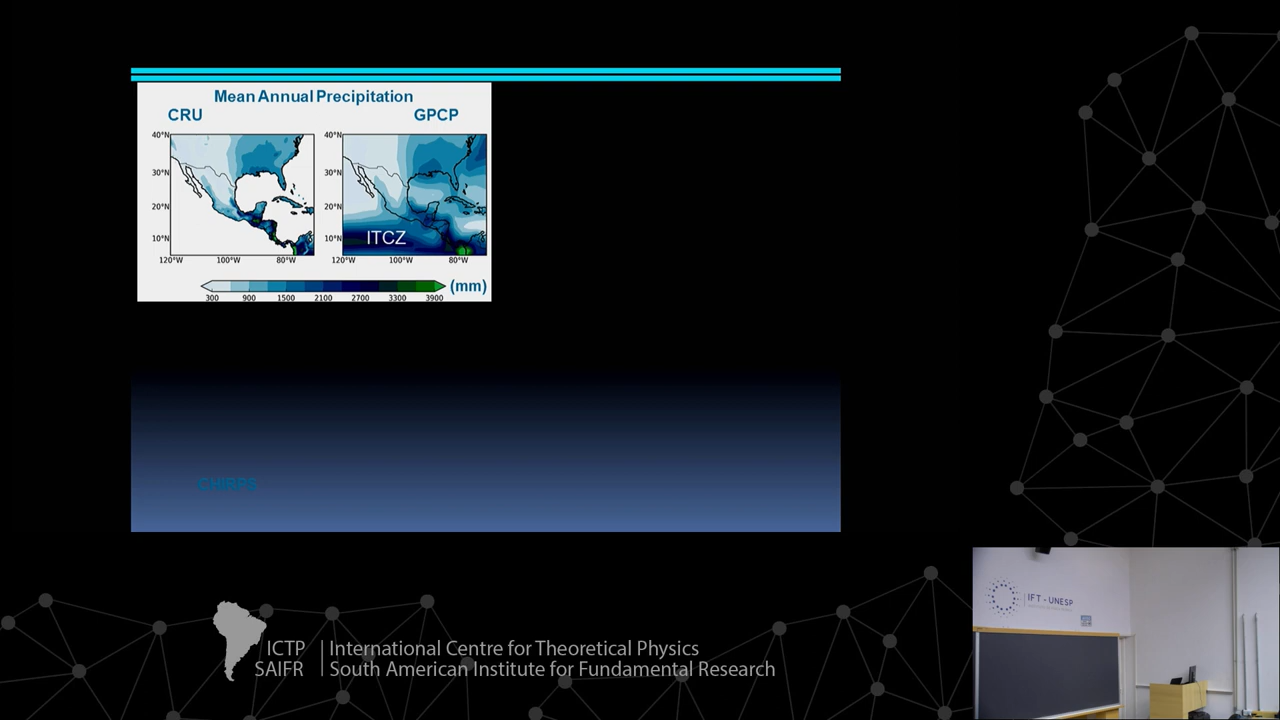 Mean Annual Precipitation
CRU
GPCP
40°N
30°N
20°N
10°N
120°W 100°W 80°W
40°N
30°N
20°N
10°N
ITCZ
120°W 100°W 80°W
300 900 1500 2100 2700 3300 3900
(mm)
CHIRPS
ICTP
SAIFR
International Centre for Theoretical Physics
South American Institute for Fundamental Research
IFT - UNESP